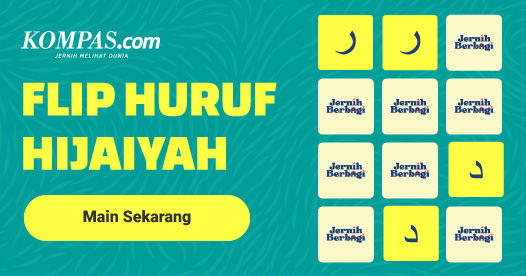 KOMPAS.com
JERNIH MELIHAT DUNIA
FLIP HURUF
HIJAIYAH
Main Sekarang
ر ر Jernih Berbagi
Jernih Berbagi Jernih Berbagi Jernih Berbagi
Jernih Berbagi Jernih Berbagi د
Jernih Berbagi د Jernih Berbagi